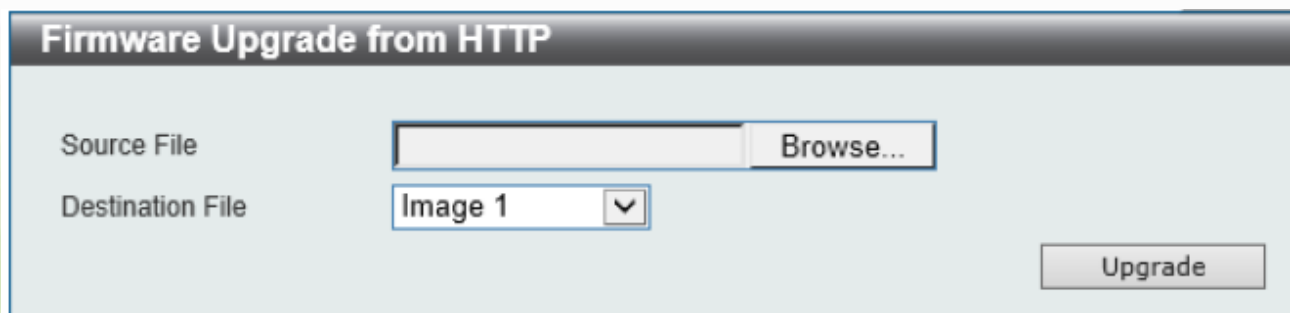 Firmware Upgrade from HTTP
Source File Browse...
Destination File Image 1
Upgrade